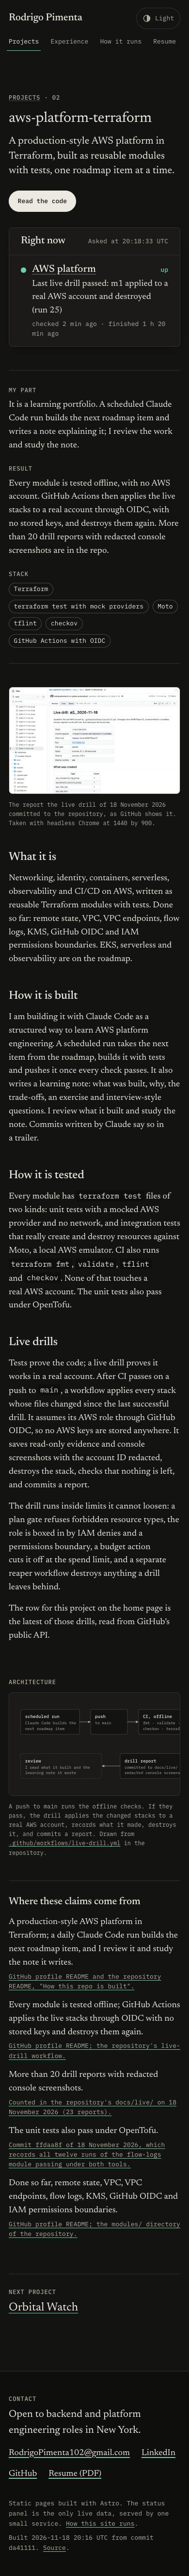 Rodrigo Pimenta
Light
Projects Experience How it runs Resume
PROJECTS · 02
aws-platform-terraform
A production-style AWS platform in
Terraform, built as reusable modules
with tests, one roadmap item at a time.
Read the code
Right now Asked at 20:18:33 UTC
AWS platform up
Last live drill passed: m1 applied to a
real AWS account and destroyed
(run 25)
checked 2 min ago · finished 1 h 20
min ago
MY PART
It is a learning portfolio. A scheduled Claude
Code run builds the next roadmap item and
writes a note explaining it; I review the work
and study the note.
RESULT
Every module is tested offline, with no AWS
account. GitHub Actions then applies the live
stacks to a real account through OIDC, with
no stored keys, and destroys them again. More
than 20 drill reports with redacted console
screenshots are in the repo.
STACK
Terraform
terraform test with mock providers Moto
tflint checkov
GitHub Actions with OIDC
The report the live drill of 18 November 2026
committed to the repository, as GitHub shows it.
Taken with headless Chrome at 1440 by 900.
What it is
Networking, identity, containers, serverless,
observability and CI/CD on AWS, written as
reusable Terraform modules with tests. Done
so far: remote state, VPC, VPC endpoints, flow
logs, KMS, GitHub OIDC and IAM
permissions boundaries. EKS, serverless and
observability are on the roadmap.
How it is built
I am building it with Claude Code as a
structured way to learn AWS platform
engineering. A scheduled run takes the next
item from the roadmap, builds it with tests
and pushes it once every check passes. It also
writes a learning note: what was built, why,
the trade-offs, an exercise and interview-style
questions. I review what it built and study the
note. Commits written by Claude say so in
a trailer.
How it is tested
Every module has terraform test files of
two kinds: unit tests with a mocked AWS
provider and no network, and integration tests
that really create and destroy resources against
Moto, a local AWS emulator. CI also runs
terraform fmt, validate, tflint
and checkov. None of that touches a
real AWS account. The unit tests also pass
under OpenTofu.
Live drills
Tests prove the code; a live drill proves it
works in a real account. After CI passes on a
push to main, a workflow applies every stack
whose files changed since the last successful
drill. It assumes its AWS role through GitHub
OIDC, so no AWS keys are stored anywhere. It
saves read-only evidence and console
screenshots with the account ID redacted,
destroys the stack, checks that nothing is left,
and commits a report.
The drill runs inside limits it cannot loosen: a
plan gate refuses forbidden resource types, the
role is boxed in by IAM denies and a
permissions boundary, a budget action
cuts it off at the spend limit, and a separate
reaper workflow destroys anything a drill
leaves behind.
The row for this project on the home page is
the latest of those drills, read from GitHub's
public API.
ARCHITECTURE
scheduled run push CI, offline
Claude Code builds the to main
next roadmap item
review drill report
I read what it built and the committed to docs/live/
learning note it wrote
A push to main runs the offline checks. If they
pass, the drill applies the changed stacks to a
real AWS account, records what it made, destroys
it, and commits a report. Drawn from
.github/workflows/live-drill.yml in the
repository.
Where these claims come from
A production-style AWS platform in
Terraform; a daily Claude Code run builds the
next roadmap item, and I review it and study
the note it writes.
GitHub profile README and the repository
README, "How this repo is built".
Every module is tested offline; GitHub Actions
applies the live stacks through OIDC with no
stored keys and destroys them again.
GitHub profile README; the repository's live-
drill workflow.
More than 20 drill reports with redacted
console screenshots.
Counted in the repository's docs/live/ on 18
November 2026 (23 reports).
The unit tests also pass under OpenTofu.
Commit ffdaa8f of 18 November 2026, which
records all twelve runs of the flow-logs
module passing under both tools.
Done so far, remote state, VPC, VPC
endpoints, flow logs, KMS, GitHub OIDC and
IAM permissions boundaries.
GitHub profile README; the modules/ directory
of the repository.
NEXT PROJECT
Orbital Watch
CONTACT
Open to backend and platform
engineering roles in New York.
RodrigoPimenta102@gmail.com LinkedIn
GitHub Resume (PDF)
Static pages built with Astro. The status
panel is the only live data, served by one
small service. How this site runs.
Built 2026-11-18 20:16 UTC from commit
da41111. Source.